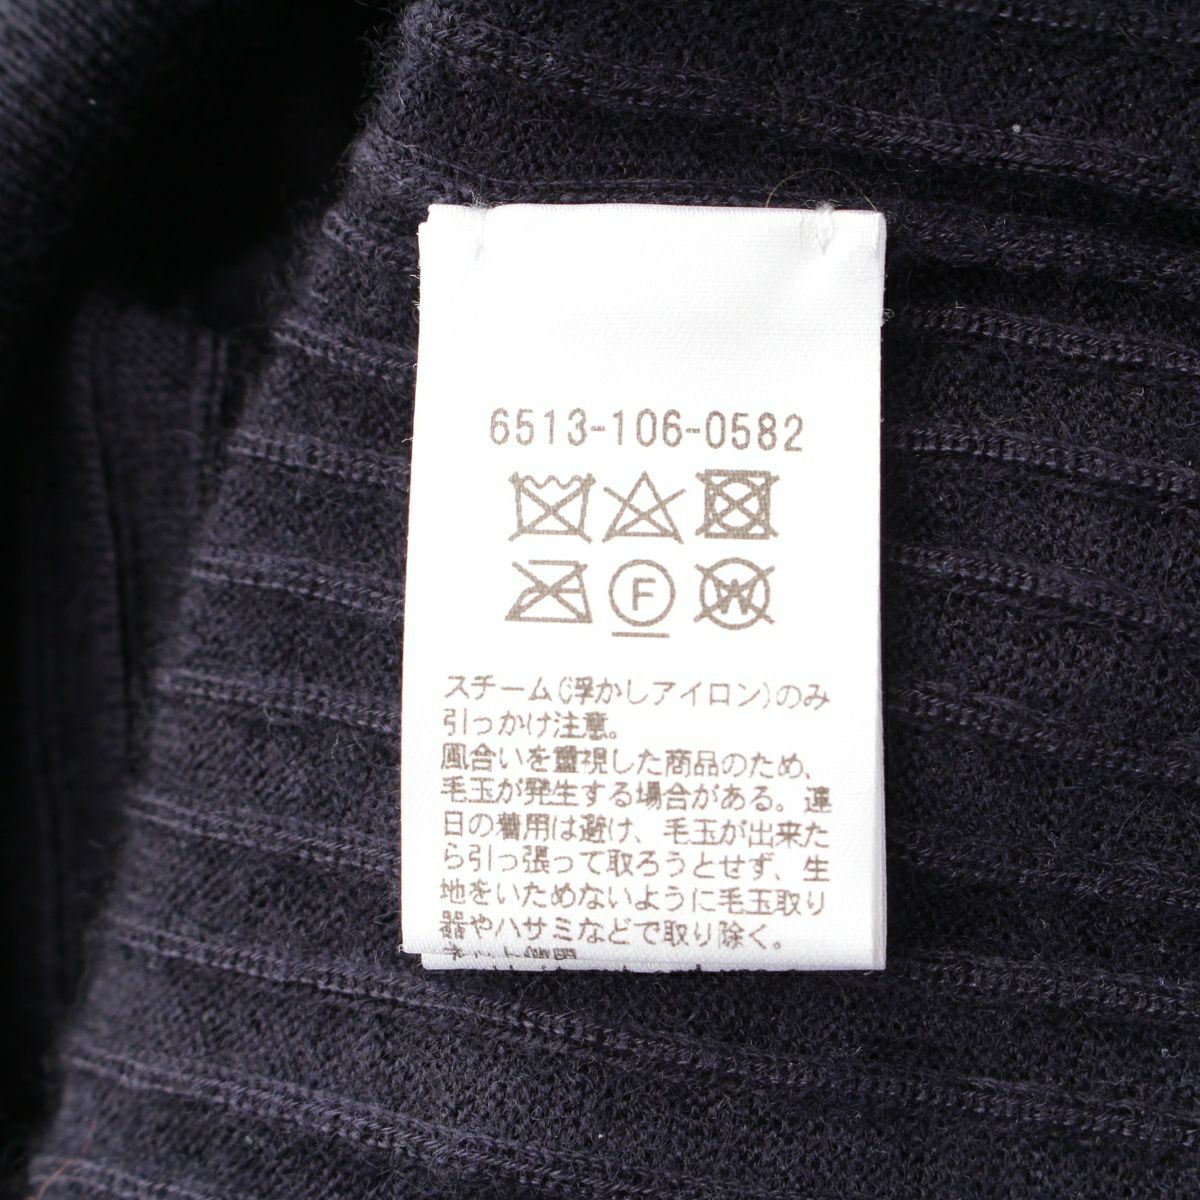 6513-106-0582
F
W
スチーム(浮かしアイロン)のみ
引っかけ注意。
風合いを重視した商品のため、
毛玉が発生する場合がある。連
日の着用は避け、毛玉が出来た
ら引っ張って取ろうとせず、生
地をいためないように毛玉取り
器やハサミなどで取り除く。
ネット使用